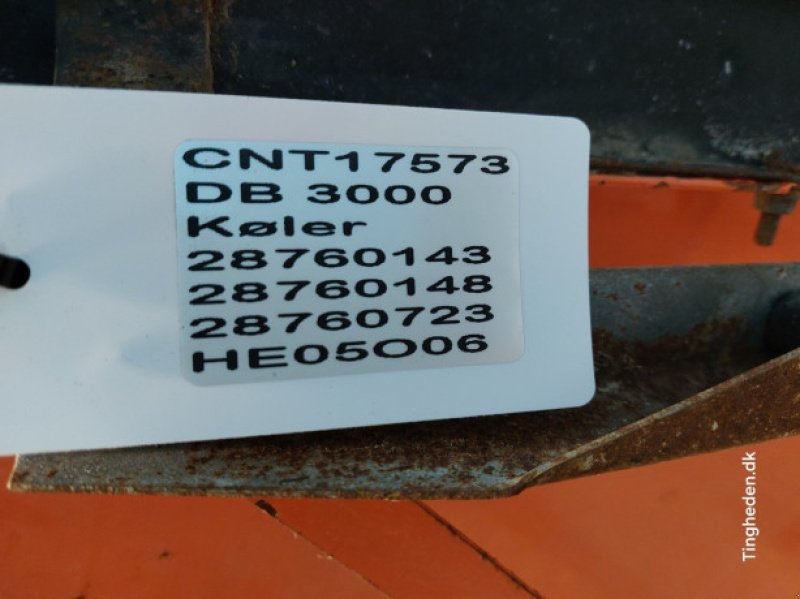 CNT17573
DB 3000
Køler
28760143
28760148
28760723
HE05O06
Tingheden.dk